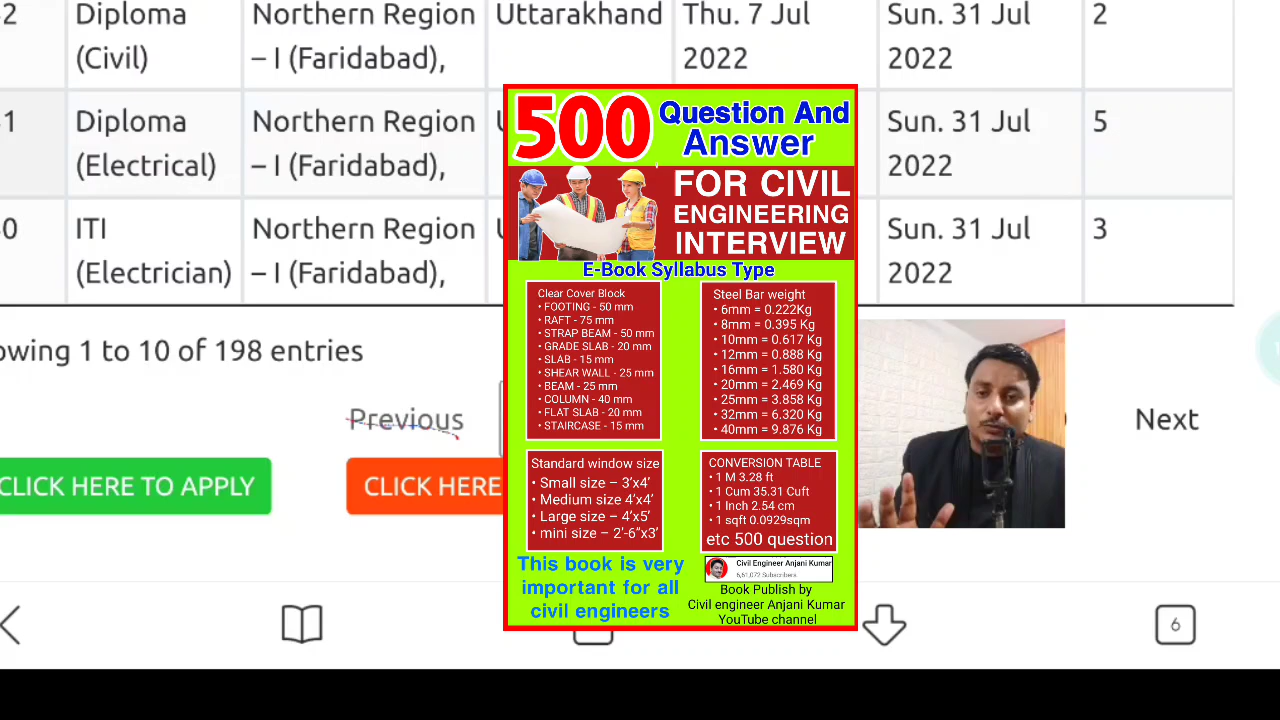 2
Diploma
(Civil)
Northern Region
– I (Faridabad),
Uttarakhand
Thu. 7 Jul
2022
Sun. 31 Jul
2022
2
1
Diploma
(Electrical)
Northern Region
– I (Faridabad),
Sun. 31 Jul
2022
5
0
ITI
(Electrician)
Northern Region
– I (Faridabad),
Sun. 31 Jul
2022
3
owing 1 to 10 of 198 entries
Previous
Next
CLICK HERE TO APPLY
CLICK HERE
6
500
Question And
Answer
FOR CIVIL
ENGINEERING
INTERVIEW
E-Book Syllabus Type
Clear Cover Block
• FOOTING - 50 mm
• RAFT - 75 mm
• STRAP BEAM - 50 mm
• GRADE SLAB - 20 mm
• SLAB - 15 mm
• SHEAR WALL - 25 mm
• BEAM - 25 mm
• COLUMN - 40 mm
• FLAT SLAB - 20 mm
• STAIRCASE - 15 mm
Steel Bar weight
• 6mm = 0.222Kg
• 8mm = 0.395 Kg
• 10mm = 0.617 Kg
• 12mm = 0.888 Kg
• 16mm = 1.580 Kg
• 20mm = 2.469 Kg
• 25mm = 3.858 Kg
• 32mm = 6.320 Kg
• 40mm = 9.876 Kg
Standard window size
• Small size – 3'x4'
• Medium size 4'x4'
• Large size – 4'x5'
• mini size – 2'-6"x3'
CONVERSION TABLE
• 1 M 3.28 ft
• 1 Cum 35.31 Cuft
• 1 Inch 2.54 cm
• 1 sqft 0.0929sqm
etc 500 question
This book is very
important for all
civil engineers
Civil Engineer Anjani Kumar
6,61,072 Subscribers
Book Publish by
Civil engineer Anjani Kumar
YouTube channel